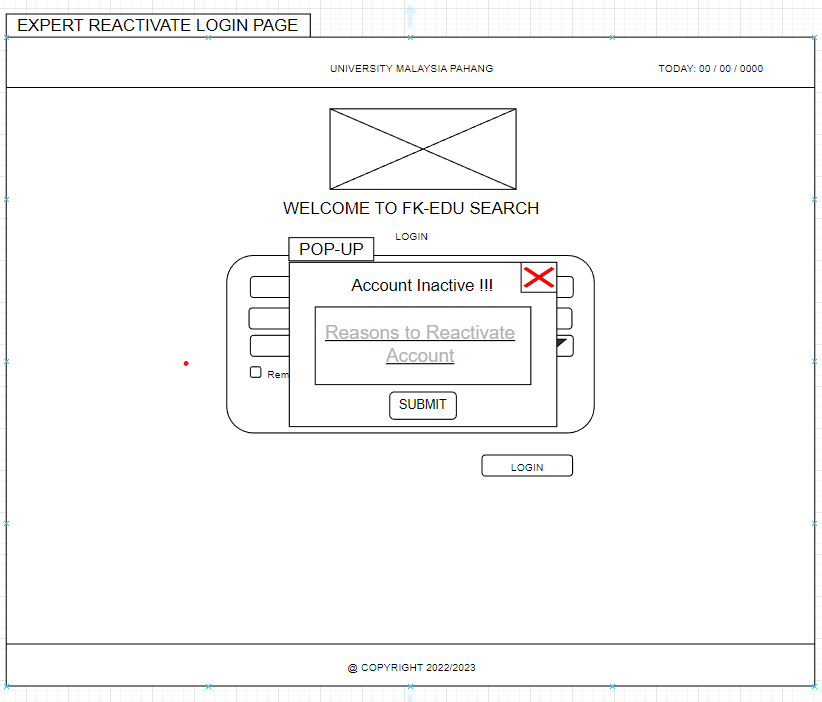 EXPERT REACTIVATE LOGIN PAGE
UNIVERSITY MALAYSIA PAHANG
TODAY: 00 / 00 / 0000
WELCOME TO FK-EDU SEARCH
LOGIN
POP-UP
Account Inactive !!!
Reasons to Reactivate
Account
Rem
SUBMIT
LOGIN
@ COPYRIGHT 2022/2023